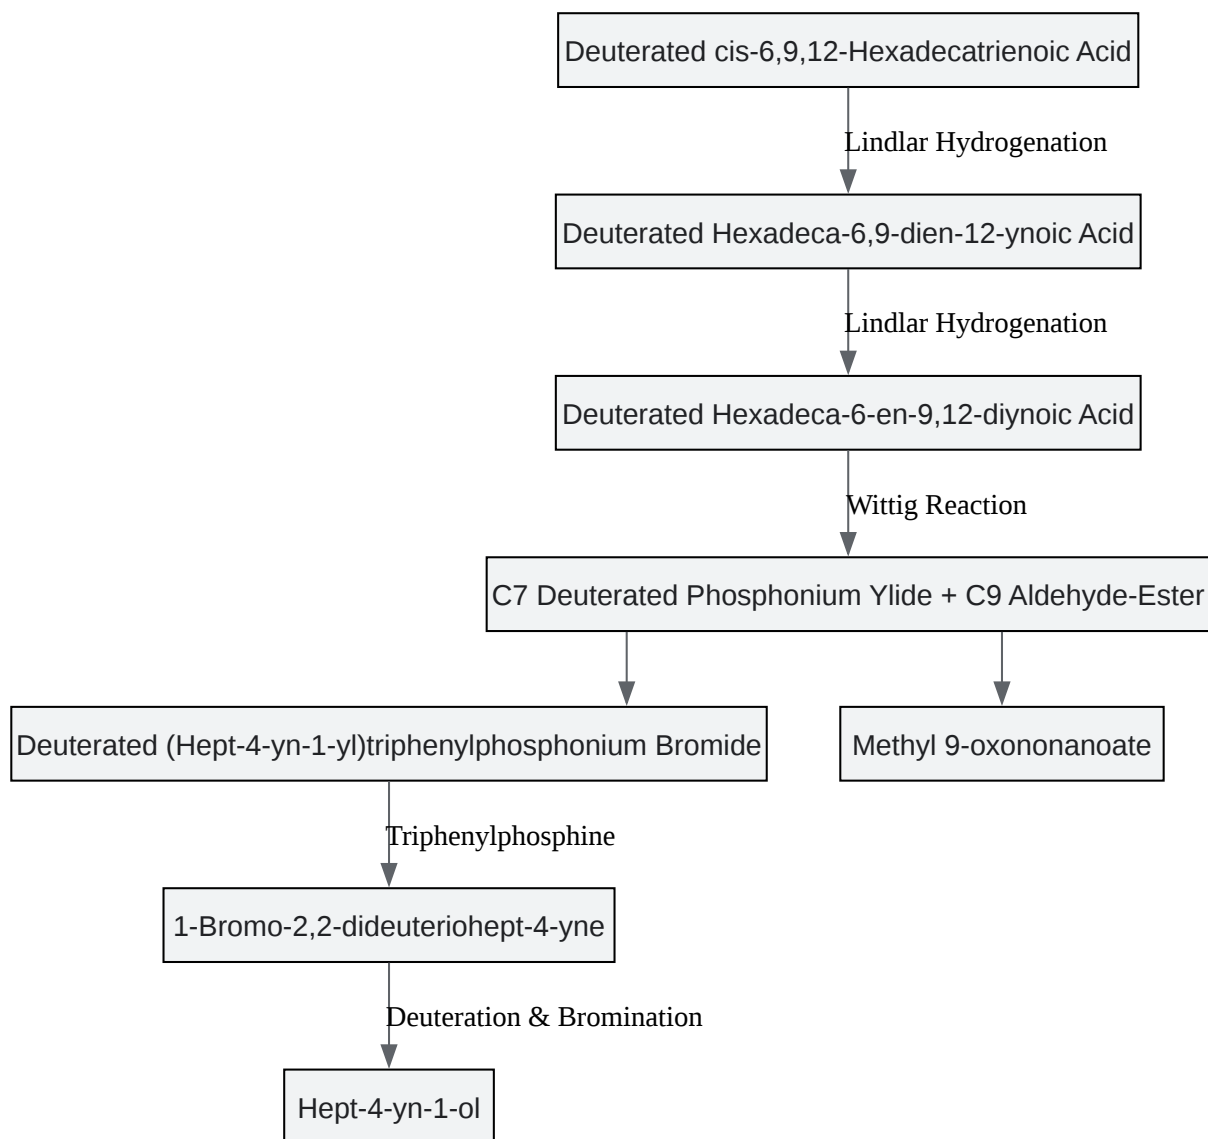 Deuterated cis-6,9,12-Hexadecatrienoic Acid
Lindlar Hydrogenation
Deuterated Hexadeca-6,9-dien-12-ynoic Acid
Lindlar Hydrogenation
Deuterated Hexadeca-6-en-9,12-diynoic Acid
Wittig Reaction
C7 Deuterated Phosphonium Ylide + C9 Aldehyde-Ester
Deuterated (Hept-4-yn-1-yl)triphenylphosphonium Bromide
Methyl 9-oxononanoate
Triphenylphosphine
1-Bromo-2,2-dideuteriohept-4-yne
Deuteration & Bromination
Hept-4-yn-1-ol